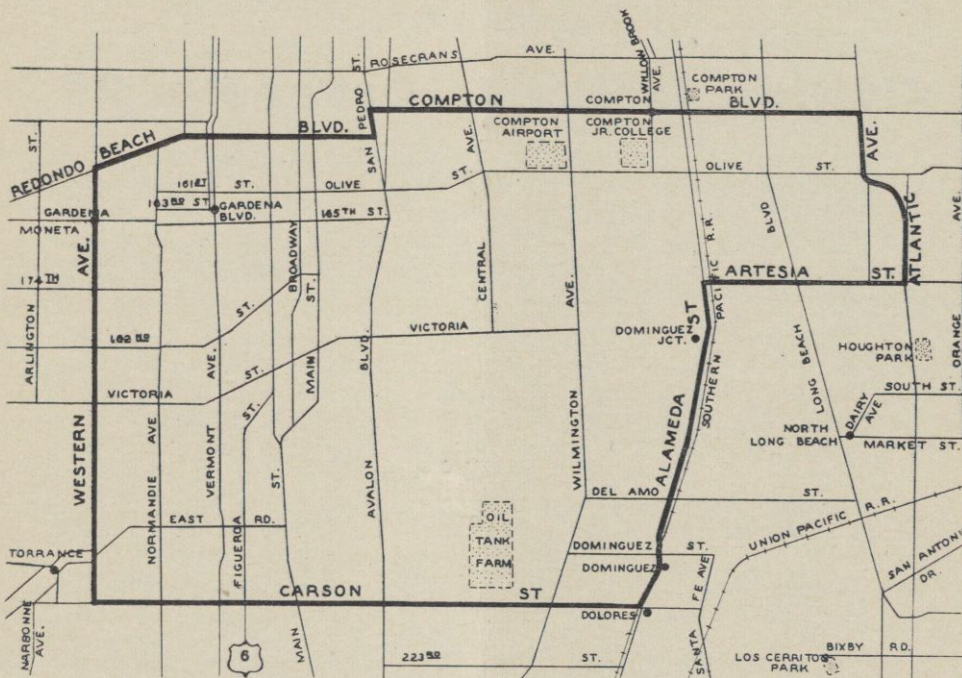 ROSECRANS AVE.
WILLOW BROOK AVE.
COMPTON PARK
SAN PEDRO ST.
COMPTON BLVD.
COMPTON
REDONDO BEACH BLVD.
COMPTON AIRPORT
COMPTON JR. COLLEGE
CENTRAL AVE.
ST.
161ST ST.
OLIVE ST.
OLIVE ST.
163RD ST.
GARDENA BLVD.
165TH ST.
GARDENA
MONETA
BROADWAY
ATLANTIC AVE.
174TH
ST.
ARTESIA ST.
PACIFIC R.R.
SOUTHERN
ARLINGTON
182ND ST.
VICTORIA
WILMINGTON AVE.
ALAMEDA ST
DOMINGUEZ JCT.
LONG BEACH BLVD
HOUGHTON PARK
ORANGE
VICTORIA ST.
MAIN ST.
AVALON BLVD.
SOUTH ST.
DAIRY AVE
NORTH LONG BEACH
MARKET ST.
WESTERN AVE.
NORMANDIE AVE
VERMONT AVE.
FIGUEROA ST.
MAIN ST.
DEL AMO ST.
EAST RD.
OIL
TANK
FARM
UNION PACIFIC R.R.
TORRANCE
DOMINGUEZ ST.
DOMINGUEZ
SAN ANTONIO DR.
CARSON ST
DOLORES
SANTA FE AVE
NARBONNE AVE.
6
223RD ST.
BIXBY RD.
LOS CERRITOS PARK